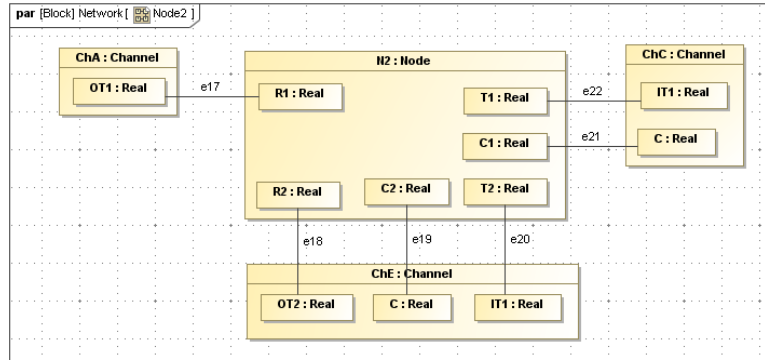 par [Block] Network [ Node2 ]
ChA : Channel
OT1 : Real
e17
N2 : Node
R1 : Real
T1 : Real
e22
ChC : Channel
IT1 : Real
C1 : Real
e21
C : Real
R2 : Real
C2 : Real
T2 : Real
e18
e19
e20
ChE : Channel
OT2 : Real
C : Real
IT1 : Real